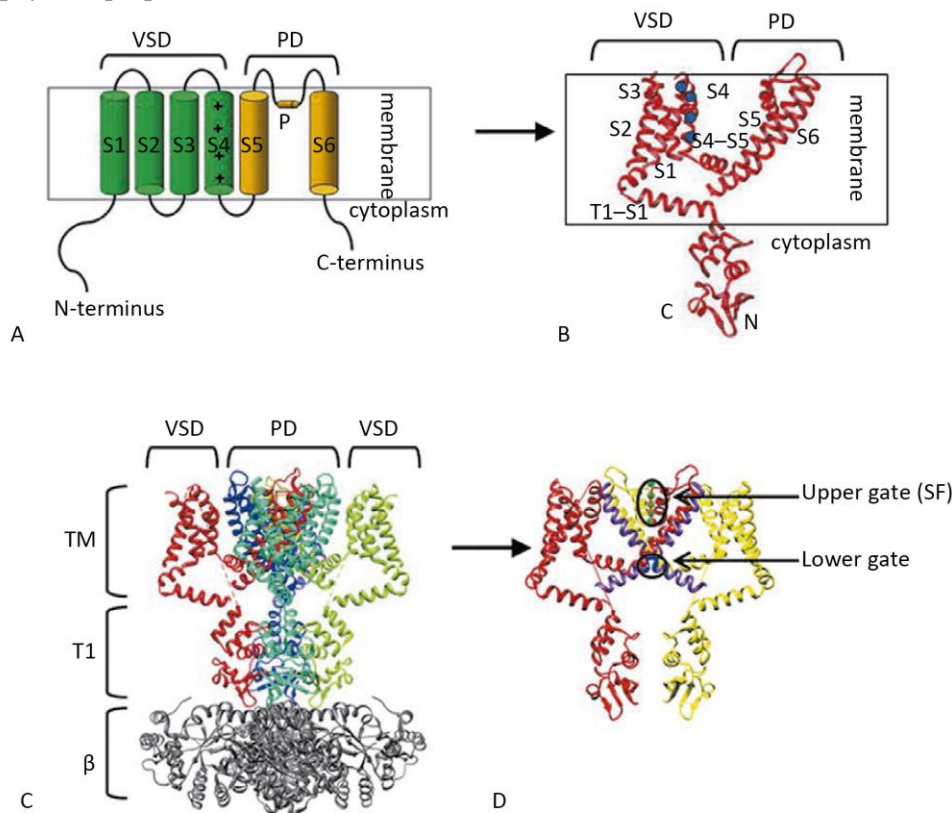 VSD PD
S1 S2 S3 S4 S5 P S6
+
+
+
+
membrane
cytoplasm
C-terminus
N-terminus
A
VSD PD
S3 S4
S2 S5
S4–S5 S6
S1
T1–S1
membrane
cytoplasm
C N
B
VSD PD VSD
TM
T1
β
C
Upper gate (SF)
Lower gate
D